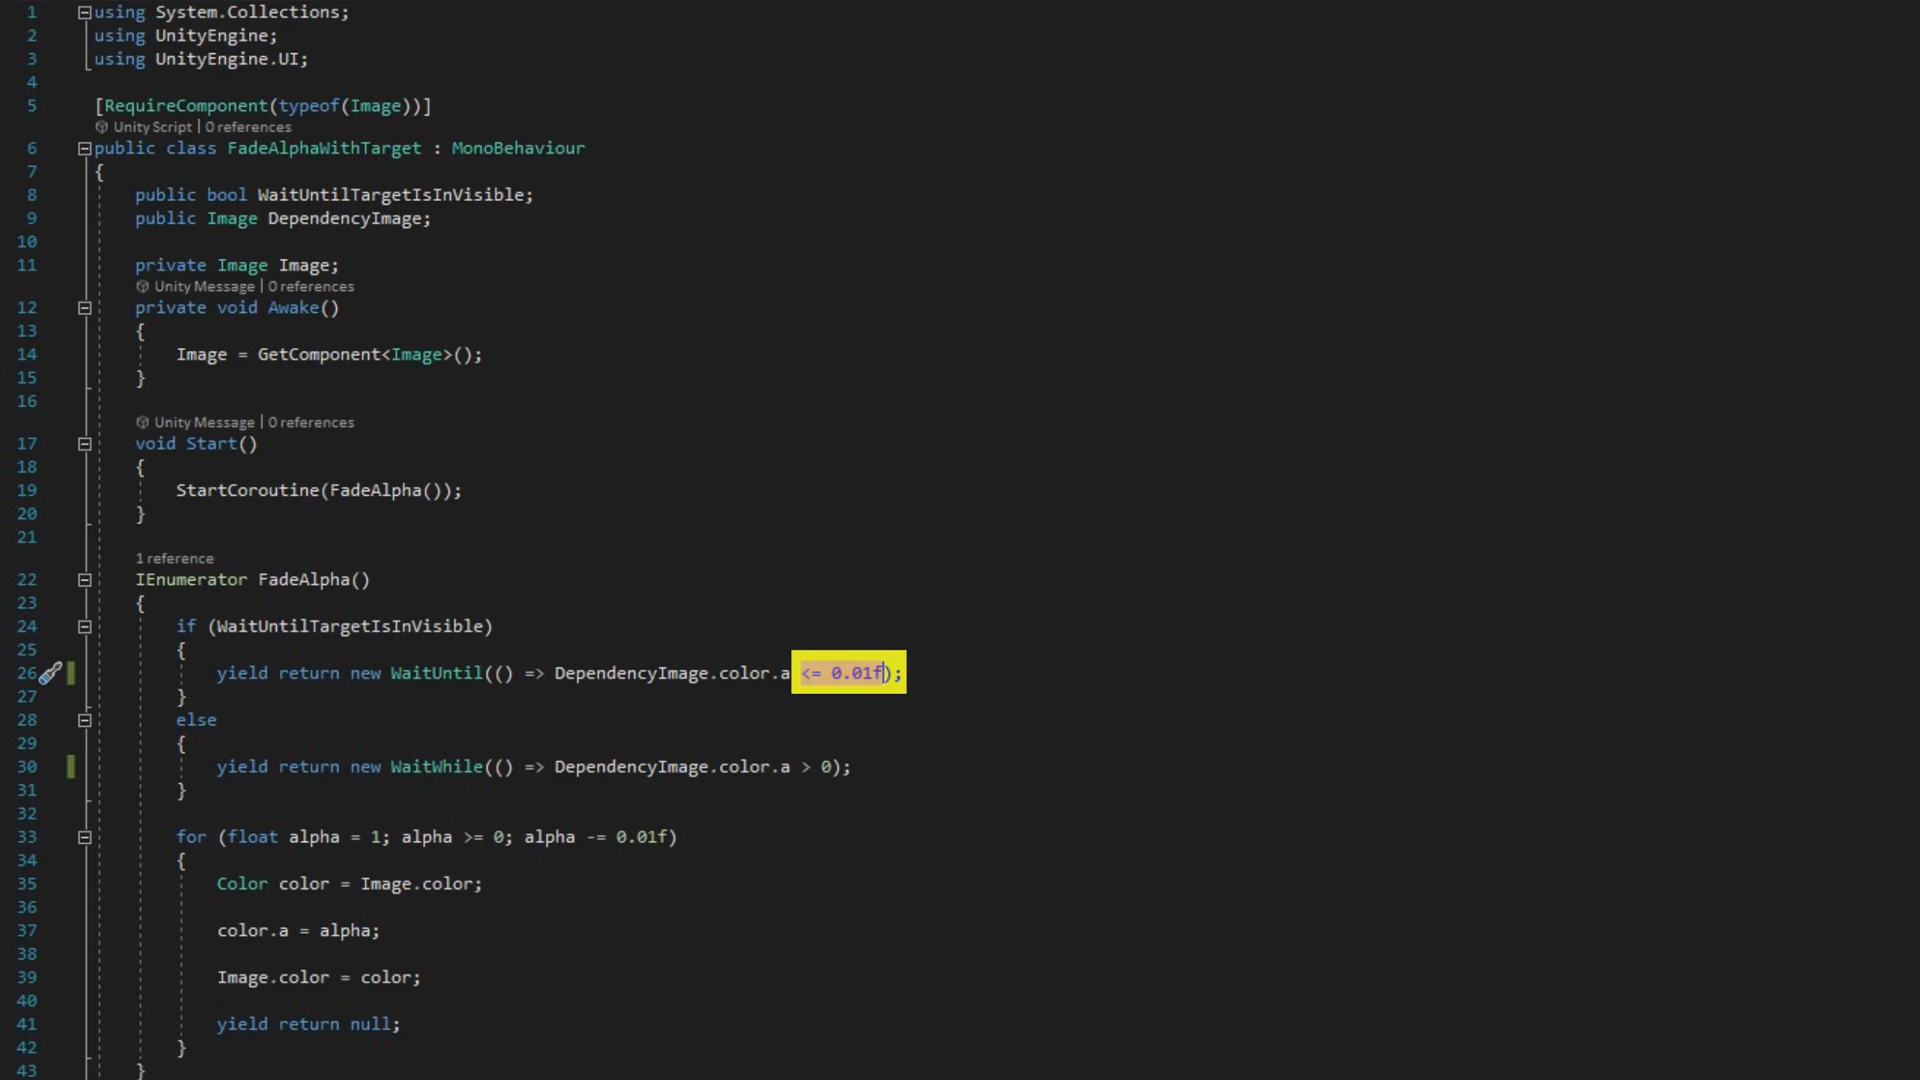 1 using System.Collections;
2 using UnityEngine;
3 using UnityEngine.UI;
4
5 [RequireComponent(typeof(Image))]
Unity Script | 0 references
6 public class FadeAlphaWithTarget : MonoBehaviour
7 {
8 public bool WaitUntilTargetIsInVisible;
9 public Image DependencyImage;
10
11 private Image Image;
Unity Message | 0 references
12 private void Awake()
13 {
14 Image = GetComponent<Image>();
15 }
16
Unity Message | 0 references
17 void Start()
18 {
19 StartCoroutine(FadeAlpha());
20 }
21
1 reference
22 IEnumerator FadeAlpha()
23 {
24 if (WaitUntilTargetIsInVisible)
25 {
26 yield return new WaitUntil(() => DependencyImage.color.a <= 0.01f);
27 }
28 else
29 {
30 yield return new WaitWhile(() => DependencyImage.color.a > 0);
31 }
32
33 for (float alpha = 1; alpha >= 0; alpha -= 0.01f)
34 {
35 Color color = Image.color;
36
37 color.a = alpha;
38
39 Image.color = color;
40
41 yield return null;
42 }
43 }